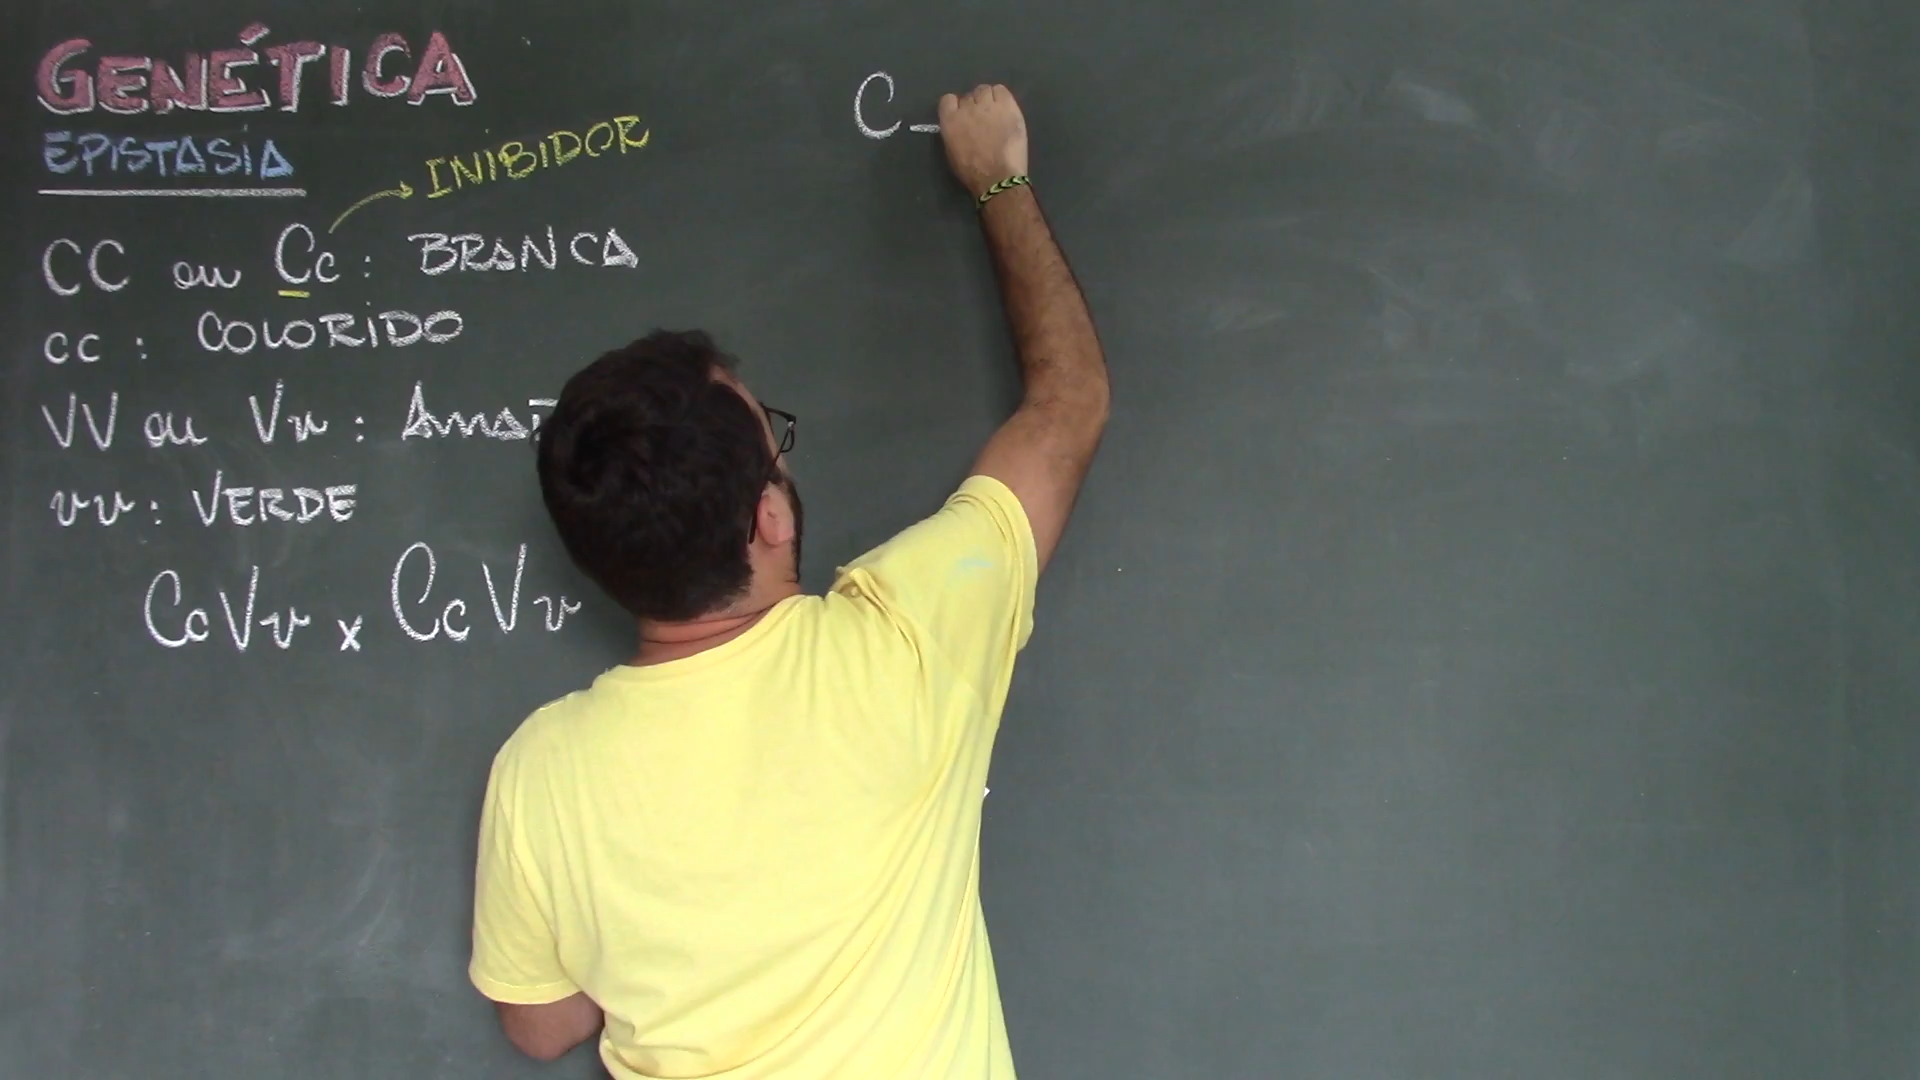 GENÉTICA
EPISTASIA
INIBIDOR
CC ou Cc : BRANCA
cc : COLORIDO
VV ou Vv :
vv : VERDE
CcVv x CcVv
C_